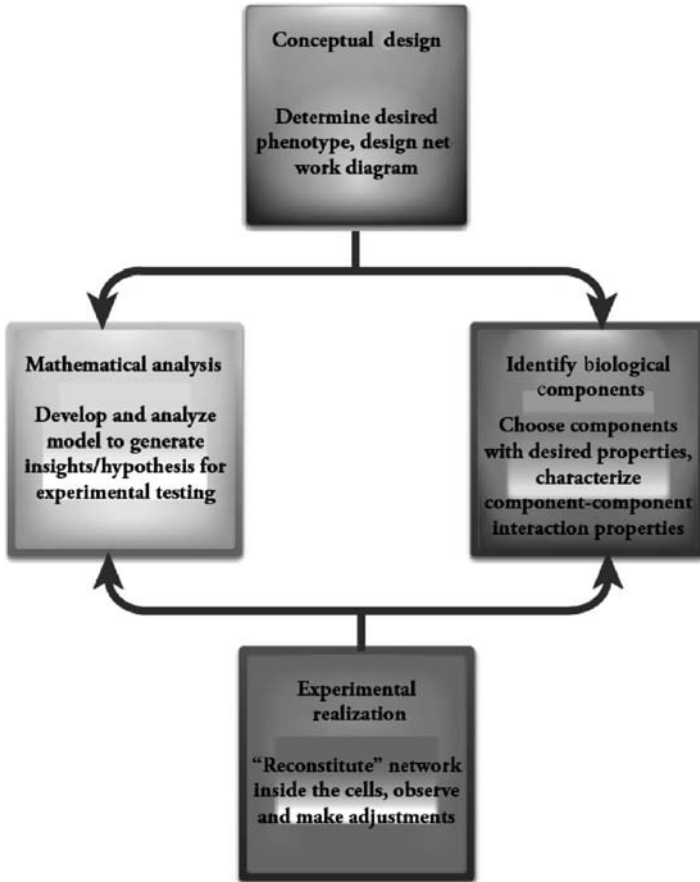 Conceptual design
Determine desired
phenotype, design net
work diagram
Mathematical analysis
Develop and analyze
model to generate
insights/hypothesis for
experimental testing
Identify biological
components
Choose components
with desired properties,
characterize
component-component
interaction properties
Experimental
realization
“Reconstitute” network
inside the cells, observe
and make adjustments